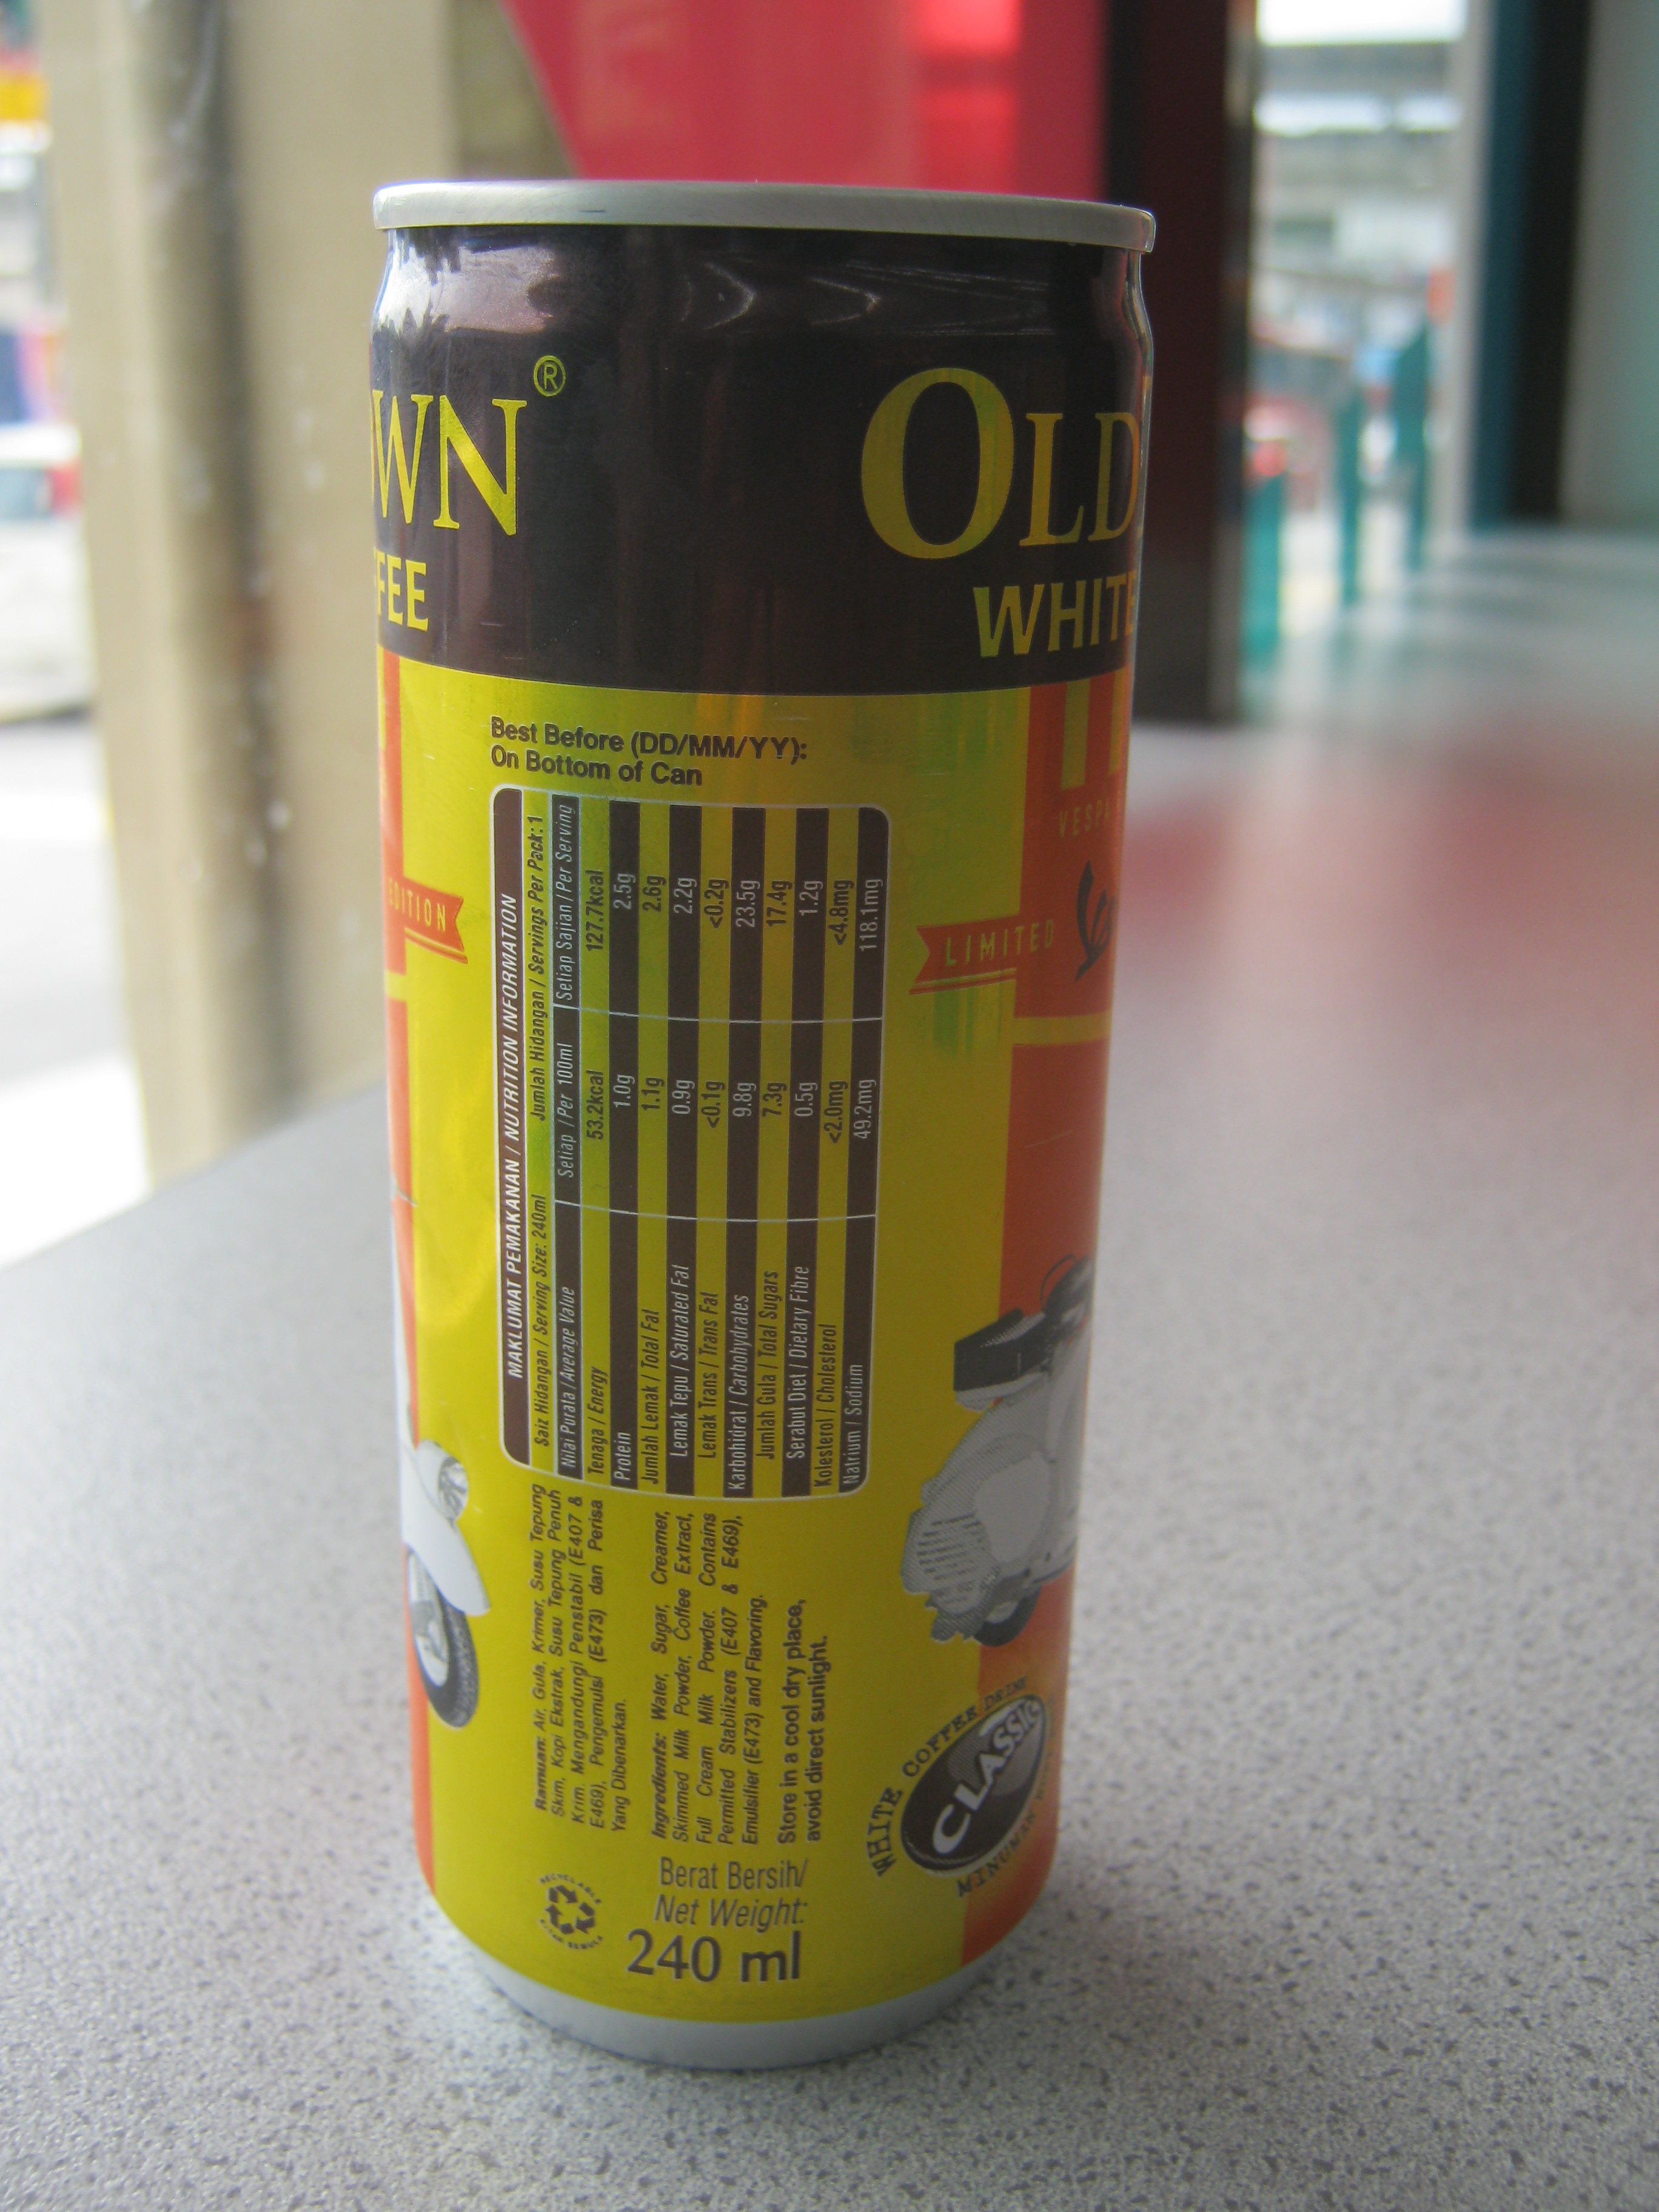 WN®
FEE
OLD
WHITE
Best Before (DD/MM/YY):
On Bottom of Can
MAKLUMAT PEMAKANAN / NUTRITION INFORMATION
Saiz Hidangan / Serving Size: 240ml Jumlah Hidangan / Servings Per Pack:1
Nilai Purata / Average Value Setiap / Per 100ml Setiap Sajian / Per Serving
Tenaga / Energy 53.2kcal 127.7kcal
Protein 1.0g 2.5g
Jumlah Lemak / Total Fat 1.1g 2.6g
Lemak Tepu / Saturated Fat 0.9g 2.2g
Lemak Trans / Trans Fat <0.1g <0.2g
Karbohidrat / Carbohydrates 9.8g 23.5g
Jumlah Gula / Total Sugars 7.3g 17.4g
Serabut Diet / Dietary Fibre 0.5g 1.2g
Kolesterol / Cholesterol <2.0mg <4.8mg
Natrium / Sodium 49.2mg 118.1mg
EDITION
VESPA
LIMITED
Ramuan: Air, Gula, Krimer, Susu Tepung
Skim, Kopi Ekstrak, Susu Tepung Penuh
Krim. Mengandungi Penstabil (E407 &
E469), Pengemulsi (E473) dan Perisa
Yang Dibenarkan.
Ingredients: Water, Sugar, Creamer,
Skimmed Milk Powder, Coffee Extract,
Full Cream Milk Powder. Contains
Permitted Stabilizers (E407 & E469),
Emulsifier (E473) and Flavoring.
Store in a cool dry place,
avoid direct sunlight.
WHITE COFFEE DRINK
CLASSIC
MINUMAN
RECYCLABLE
Berat Bersih/
Net Weight:
240 ml